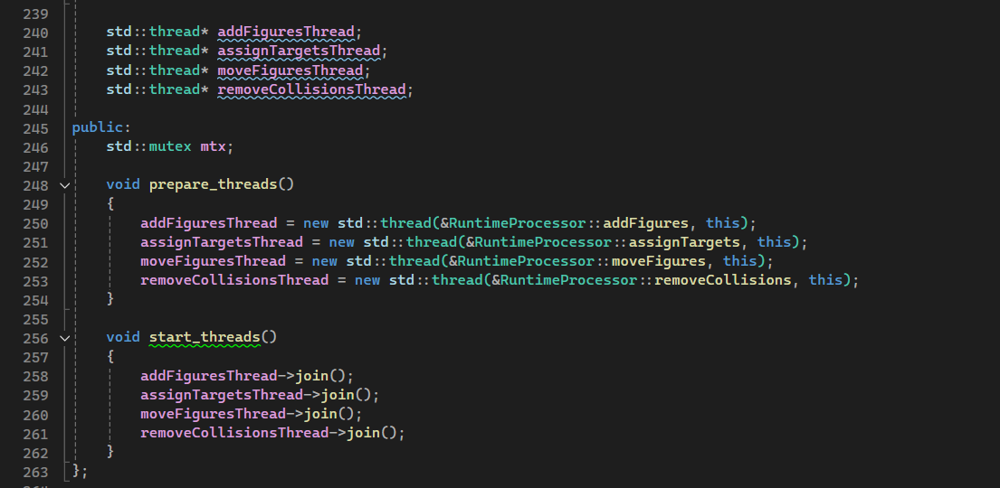 239
240 std::thread* addFiguresThread;
241 std::thread* assignTargetsThread;
242 std::thread* moveFiguresThread;
243 std::thread* removeCollisionsThread;
244
245 public:
246 std::mutex mtx;
247
248 void prepare_threads()
249 {
250 addFiguresThread = new std::thread(&RuntimeProcessor::addFigures, this);
251 assignTargetsThread = new std::thread(&RuntimeProcessor::assignTargets, this);
252 moveFiguresThread = new std::thread(&RuntimeProcessor::moveFigures, this);
253 removeCollisionsThread = new std::thread(&RuntimeProcessor::removeCollisions, this);
254 }
255
256 void start_threads()
257 {
258 addFiguresThread->join();
259 assignTargetsThread->join();
260 moveFiguresThread->join();
261 removeCollisionsThread->join();
262 }
263 };